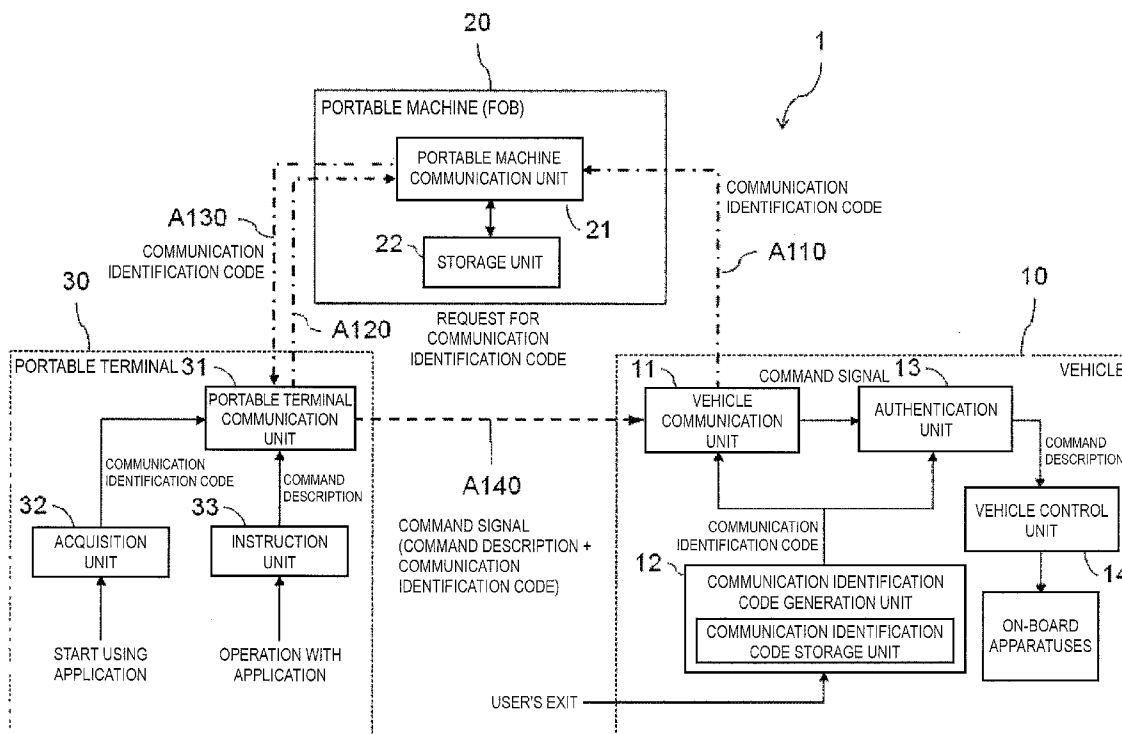 20
1
PORTABLE MACHINE (FOB)
PORTABLE MACHINE
COMMUNICATION UNIT
21
22
STORAGE UNIT
COMMUNICATION
IDENTIFICATION CODE
A110
A130
COMMUNICATION
IDENTIFICATION CODE
A120
REQUEST FOR
COMMUNICATION
IDENTIFICATION CODE
30
PORTABLE TERMINAL
31
PORTABLE TERMINAL
COMMUNICATION
UNIT
COMMUNICATION
IDENTIFICATION CODE
COMMAND
DESCRIPTION
32
ACQUISITION
UNIT
33
INSTRUCTION
UNIT
START USING
APPLICATION
OPERATION WITH
APPLICATION
A140
COMMAND SIGNAL
(COMMAND DESCRIPTION +
COMMUNICATION
IDENTIFICATION CODE)
10
VEHICLE
11
VEHICLE
COMMUNICATION
UNIT
COMMAND SIGNAL
13
AUTHENTICATION
UNIT
COMMAND
DESCRIPTION
COMMUNICATION
IDENTIFICATION CODE
VEHICLE CONTROL
UNIT
14
12
COMMUNICATION IDENTIFICATION
CODE GENERATION UNIT
COMMUNICATION IDENTIFICATION
CODE STORAGE UNIT
ON-BOARD
APPARATUSES
USER'S EXIT